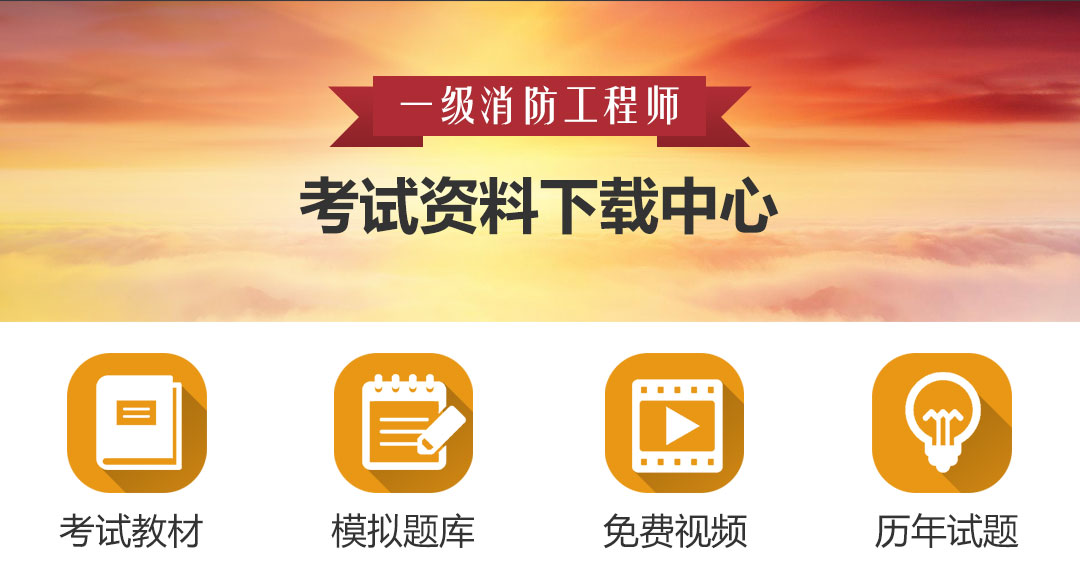 一级消防工程师
考试资料下载中心
考试教材
模拟题库
免费视频
历年试题